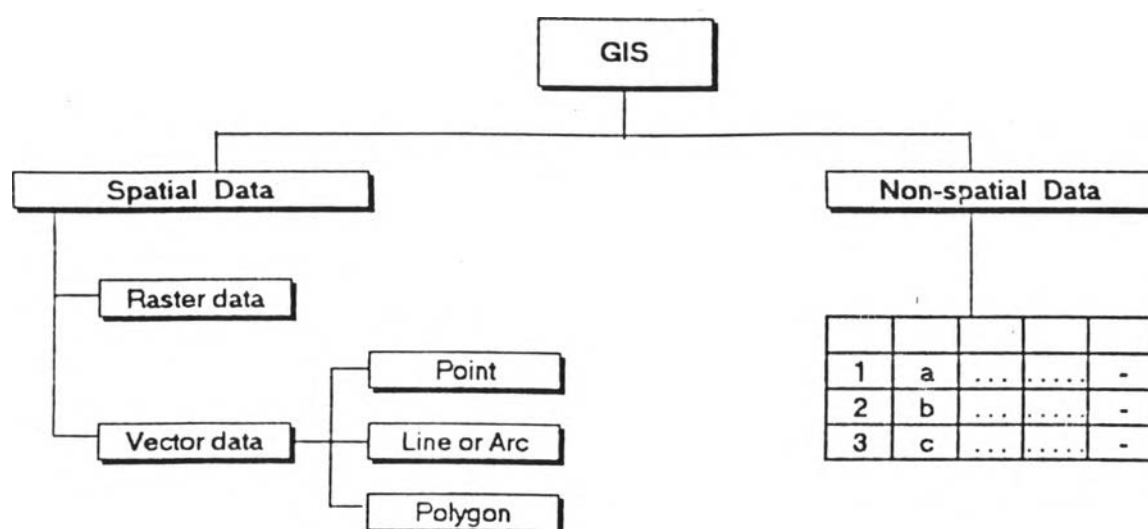 GIS
Spatial Data
Non-spatial Data
Raster data
Vector data
Point
Line or Arc
Polygon
1 a ... ..... -
2 b ... ..... -
3 c ... ..... -